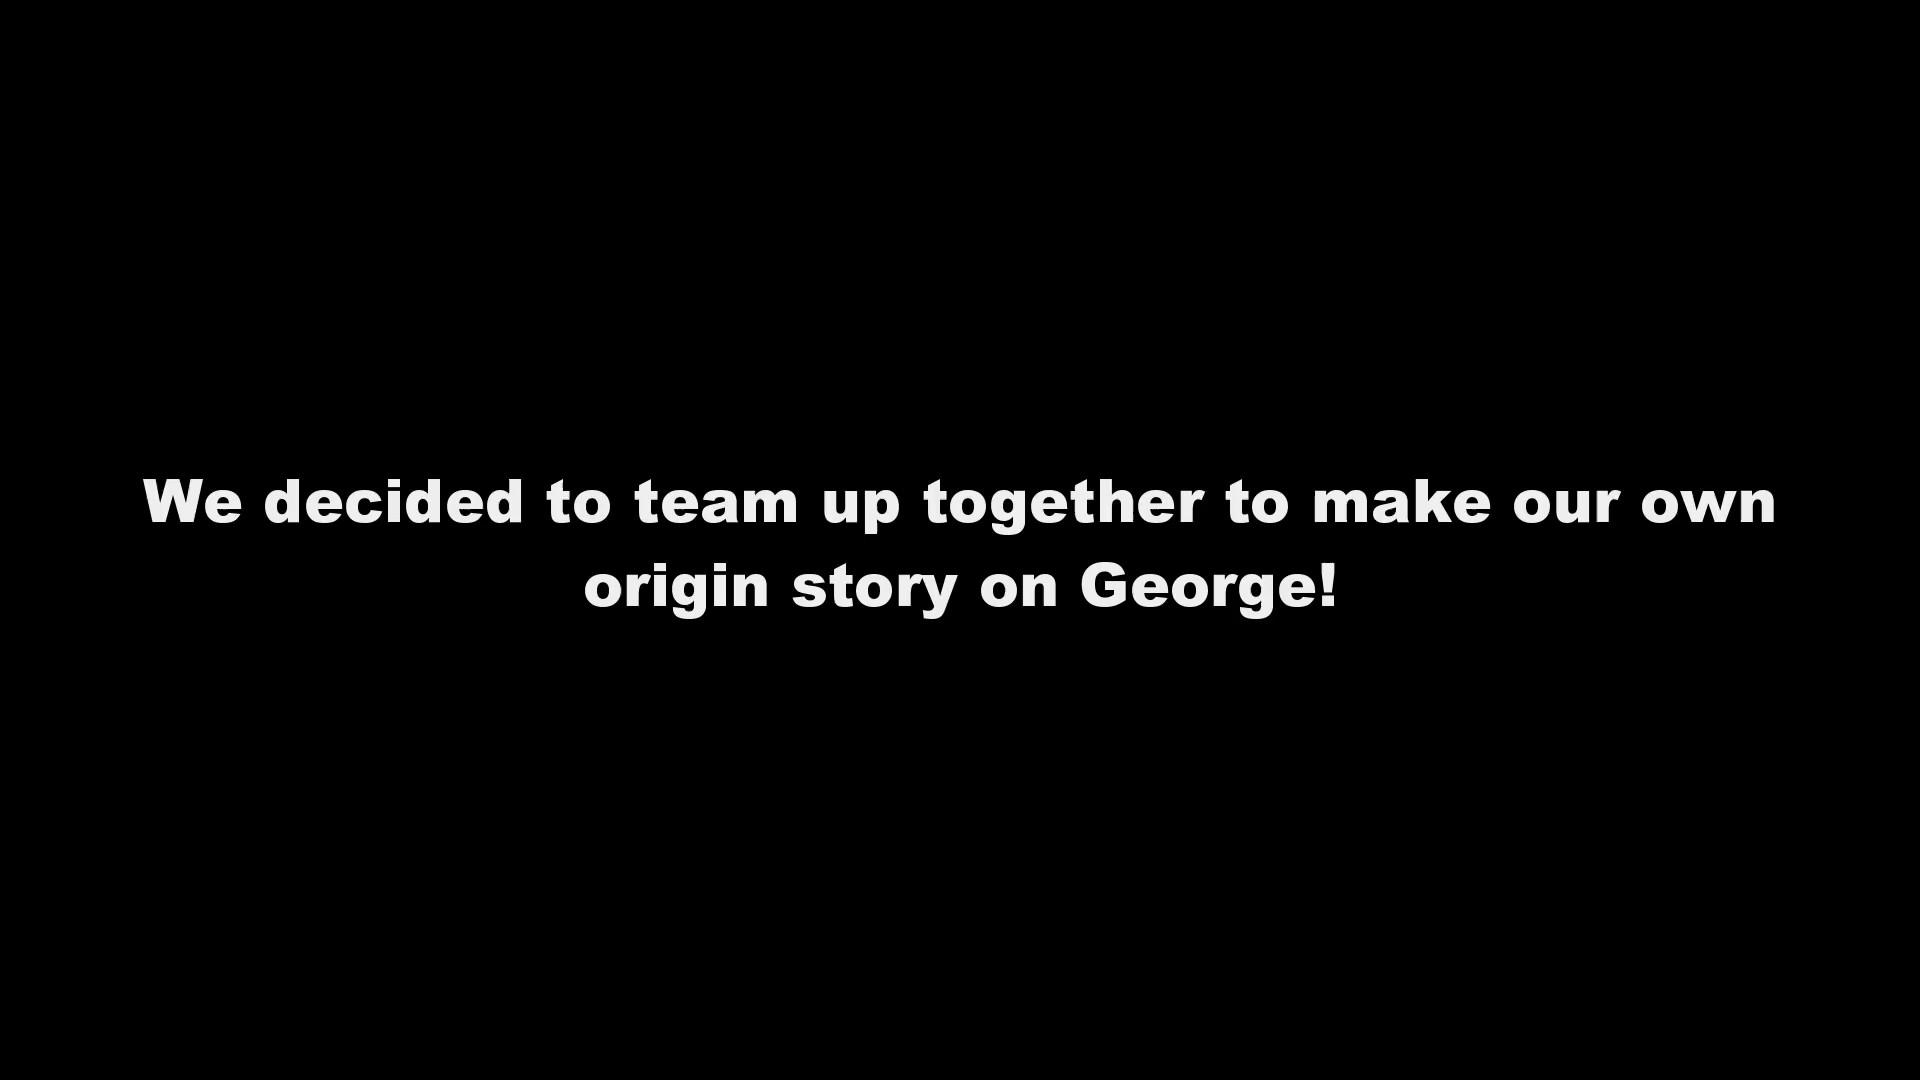 We decided to team up together to make our own
origin story on George!